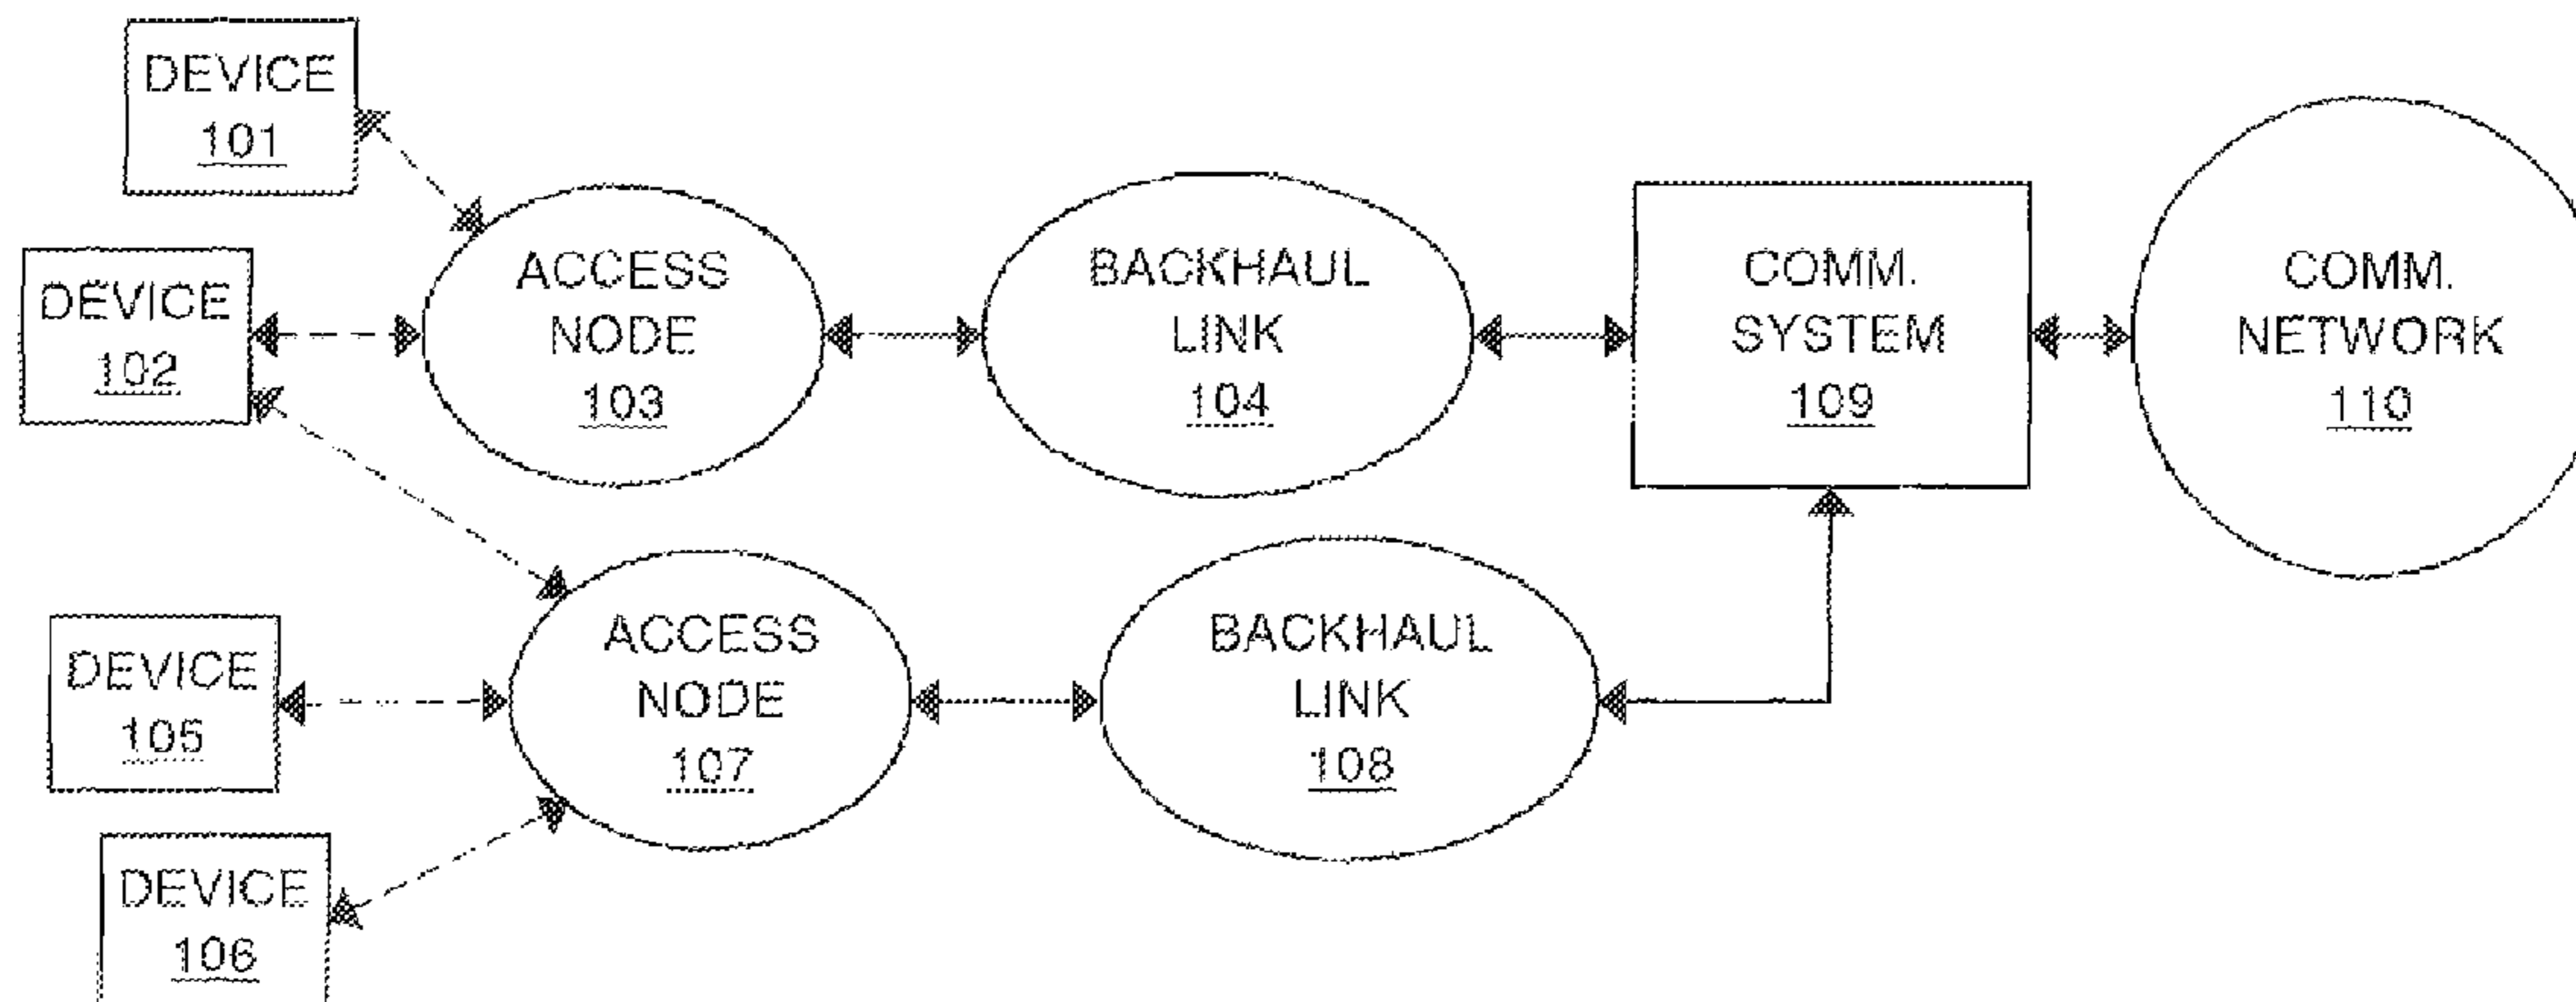 DEVICE
101
DEVICE
102
ACCESS
NODE
103
BACKHAUL
LINK
104
COMM.
SYSTEM
109
COMM.
NETWORK
110
DEVICE
105
ACCESS
NODE
107
BACKHAUL
LINK
108
DEVICE
106